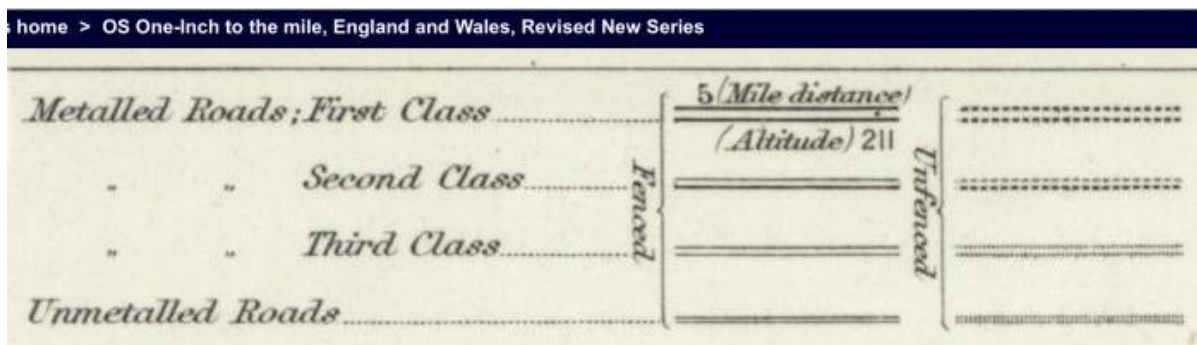 home > OS One-Inch to the mile, England and Wales, Revised New Series
Metalled Roads; First Class
5 (Mile distance)
(Altitude) 211
„ „ Second Class
„ „ Third Class
Unmetalled Roads
Fenced
Unfenced